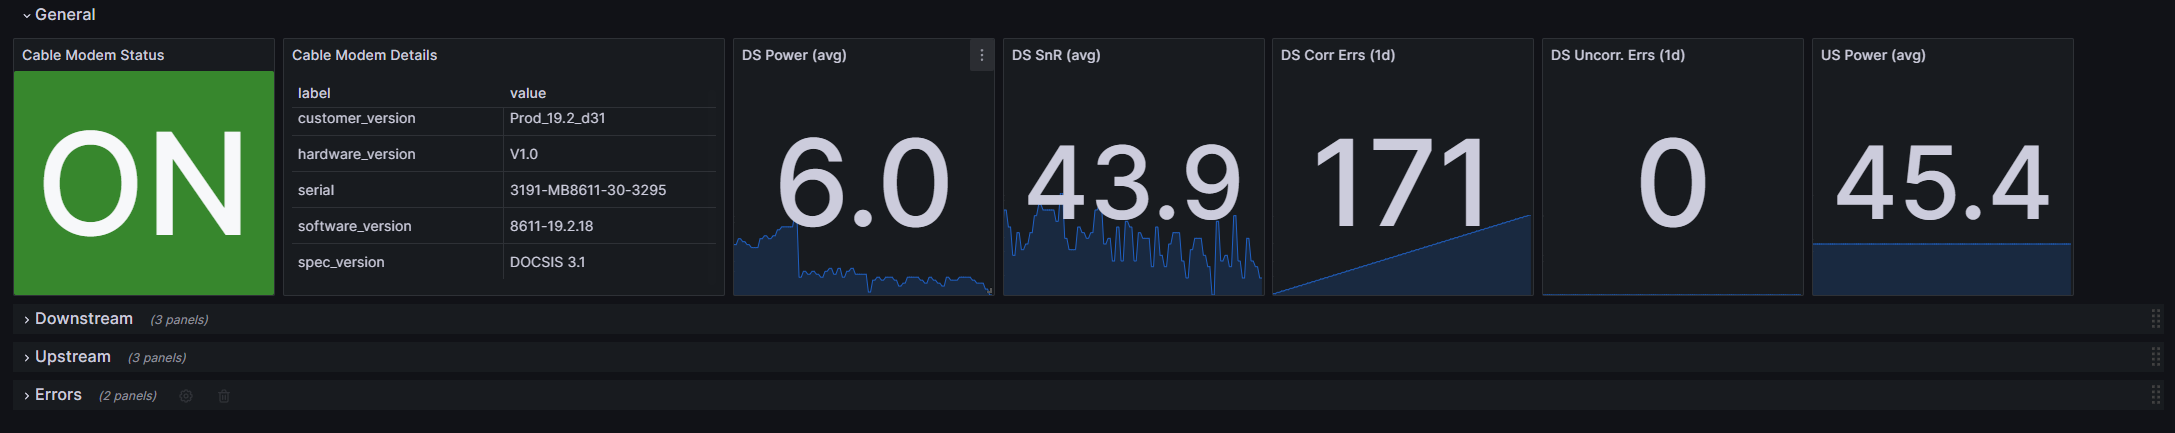 General
Cable Modem Status
ON
Cable Modem Details
label value
customer_version Prod_19.2_d31
hardware_version V1.0
serial 3191-MB8611-30-3295
software_version 8611-19.2.18
spec_version DOCSIS 3.1
DS Power (avg)
6.0
DS SnR (avg)
43.9
DS Corr Errs (1d)
171
DS Uncorr. Errs (1d)
0
US Power (avg)
45.4
Downstream (3 panels)
Upstream (3 panels)
Errors (2 panels)